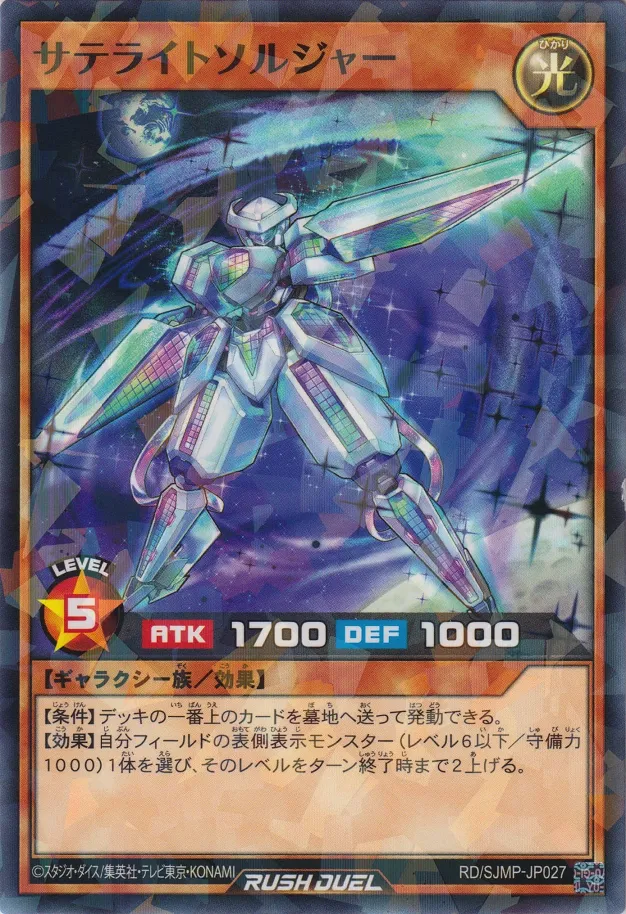 サテライトソルジャー
ひかり
光
LEVEL
5
ATK 1700 DEF 1000
【ギャラクシー族／効果】
【条件】デッキの一番上のカードを墓地へ送って発動できる。
【効果】自分フィールドの表側表示モンスター（レベル６以下／守備力
1000）1体を選び、そのレベルをターン終了時まで２上げる。
©スタジオ・ダイス/集英社・テレビ東京・KONAMI
RUSH DUEL
RD/SJMP-JP027